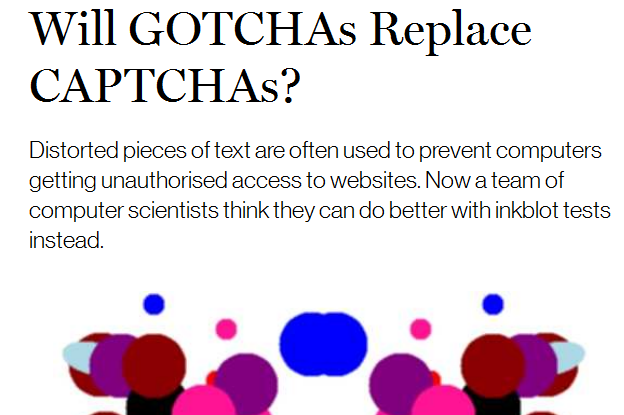 Will GOTCHAs Replace
CAPTCHAs?
Distorted pieces of text are often used to prevent computers
getting unauthorised access to websites. Now a team of
computer scientists think they can do better with inkblot tests
instead.